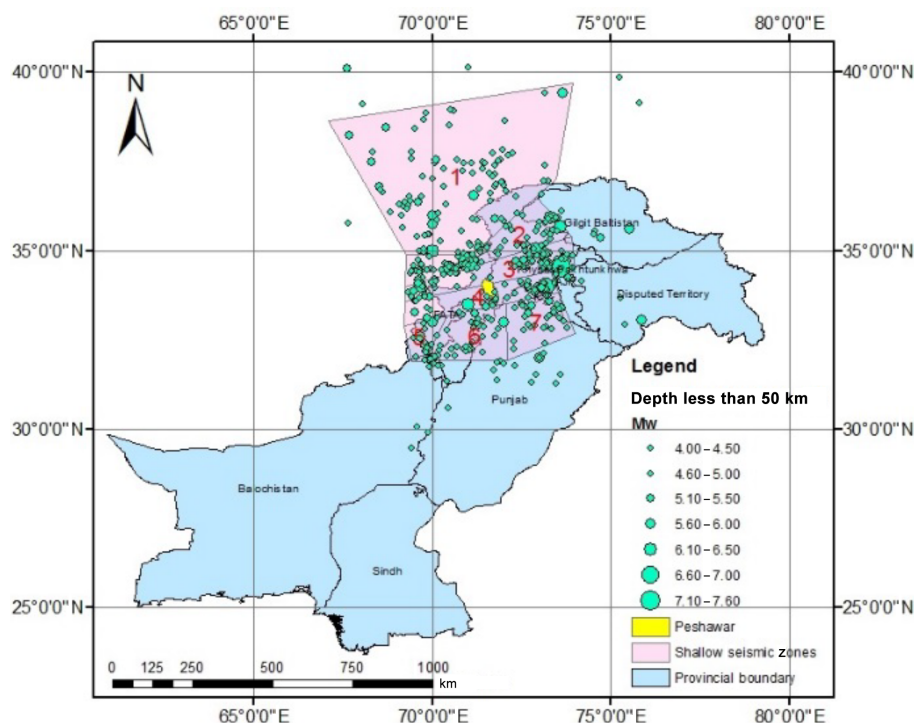 65°0'0"E 70°0'0"E 75°0'0"E 80°0'0"E
40°0'0"N 40°0'0"N
N
1
Gilgit Baltistan
2
35°0'0"N 35°0'0"N
3
Disputed Territory
4
FATA
7
5 6
Legend
Depth less than 50 km
Punjab
Mw
30°0'0"N 30°0'0"N
4.00 – 4.50
4.60 – 5.00
Balochistan
5.10 – 5.50
5.60 – 6.00
6.10 – 6.50
Sindh
6.60 – 7.00
25°0'0"N 25°0'0"N
7.10 – 7.60
Peshawar
Shallow seismic zones
Provincial boundary
0 125 250 500 750 1000
km
65°0'0"E 70°0'0"E 75°0'0"E 80°0'0"E